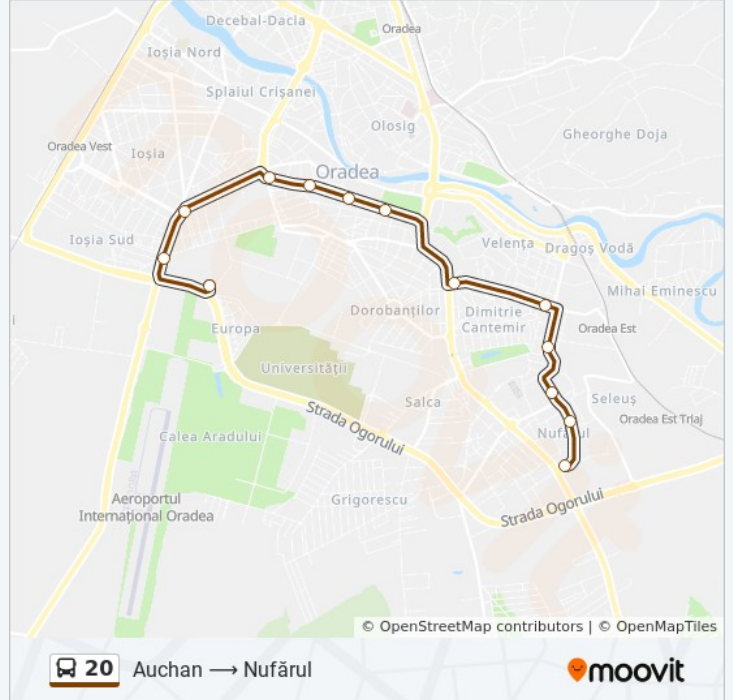 Decebal-Dacia
Oradea
Ioșia Nord
Splaiul Crișanei
Olosig
Gheorghe Doja
Oradea Vest
Ioșia
Oradea
Ioșia Sud
Velența
Dragoș Vodă
Mihai Eminescu
Dorobanților
Dimitrie
Cantemir
Oradea Est
Europa
Universității
Salca
Seleuș
Oradea Est Triaj
Strada Ogorului
Calea Aradului
Nufărul
Aeroportul
Internațional Oradea
Grigorescu
Strada Ogorului
© OpenStreetMap contributors | © OpenMapTiles
20 Auchan → Nufărul
moovit